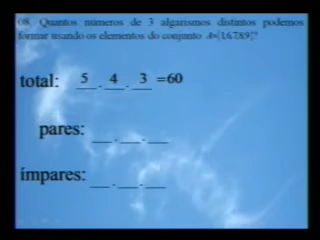 08. Quantos números de 3 algarismos distintos podemos
formar usando os elementos do conjunto A={1,6,7,8,9}?
total: 5 . 4 . 3 =60
pares: __ . __ . __
ímpares: __ . __ . __